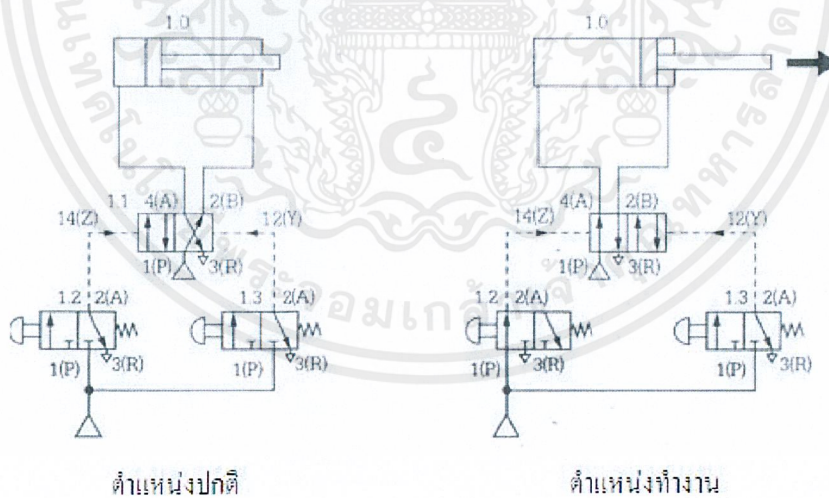 1.0
1.1 4(A) 2(B)
14(Z) 12(Y)
1(P) 3(R)
1.2 2(A) 1.3 2(A)
1(P) 3(R) 1(P) 3(R)
ตำแหน่งปกติ
1.0
4(A) 2(B)
14(Z) 12(Y)
1(P) 3(R)
1.2 2(A) 1.3 2(A)
1(P) 3(R) 1(P) 3(R)
ตำแหน่งทำงาน